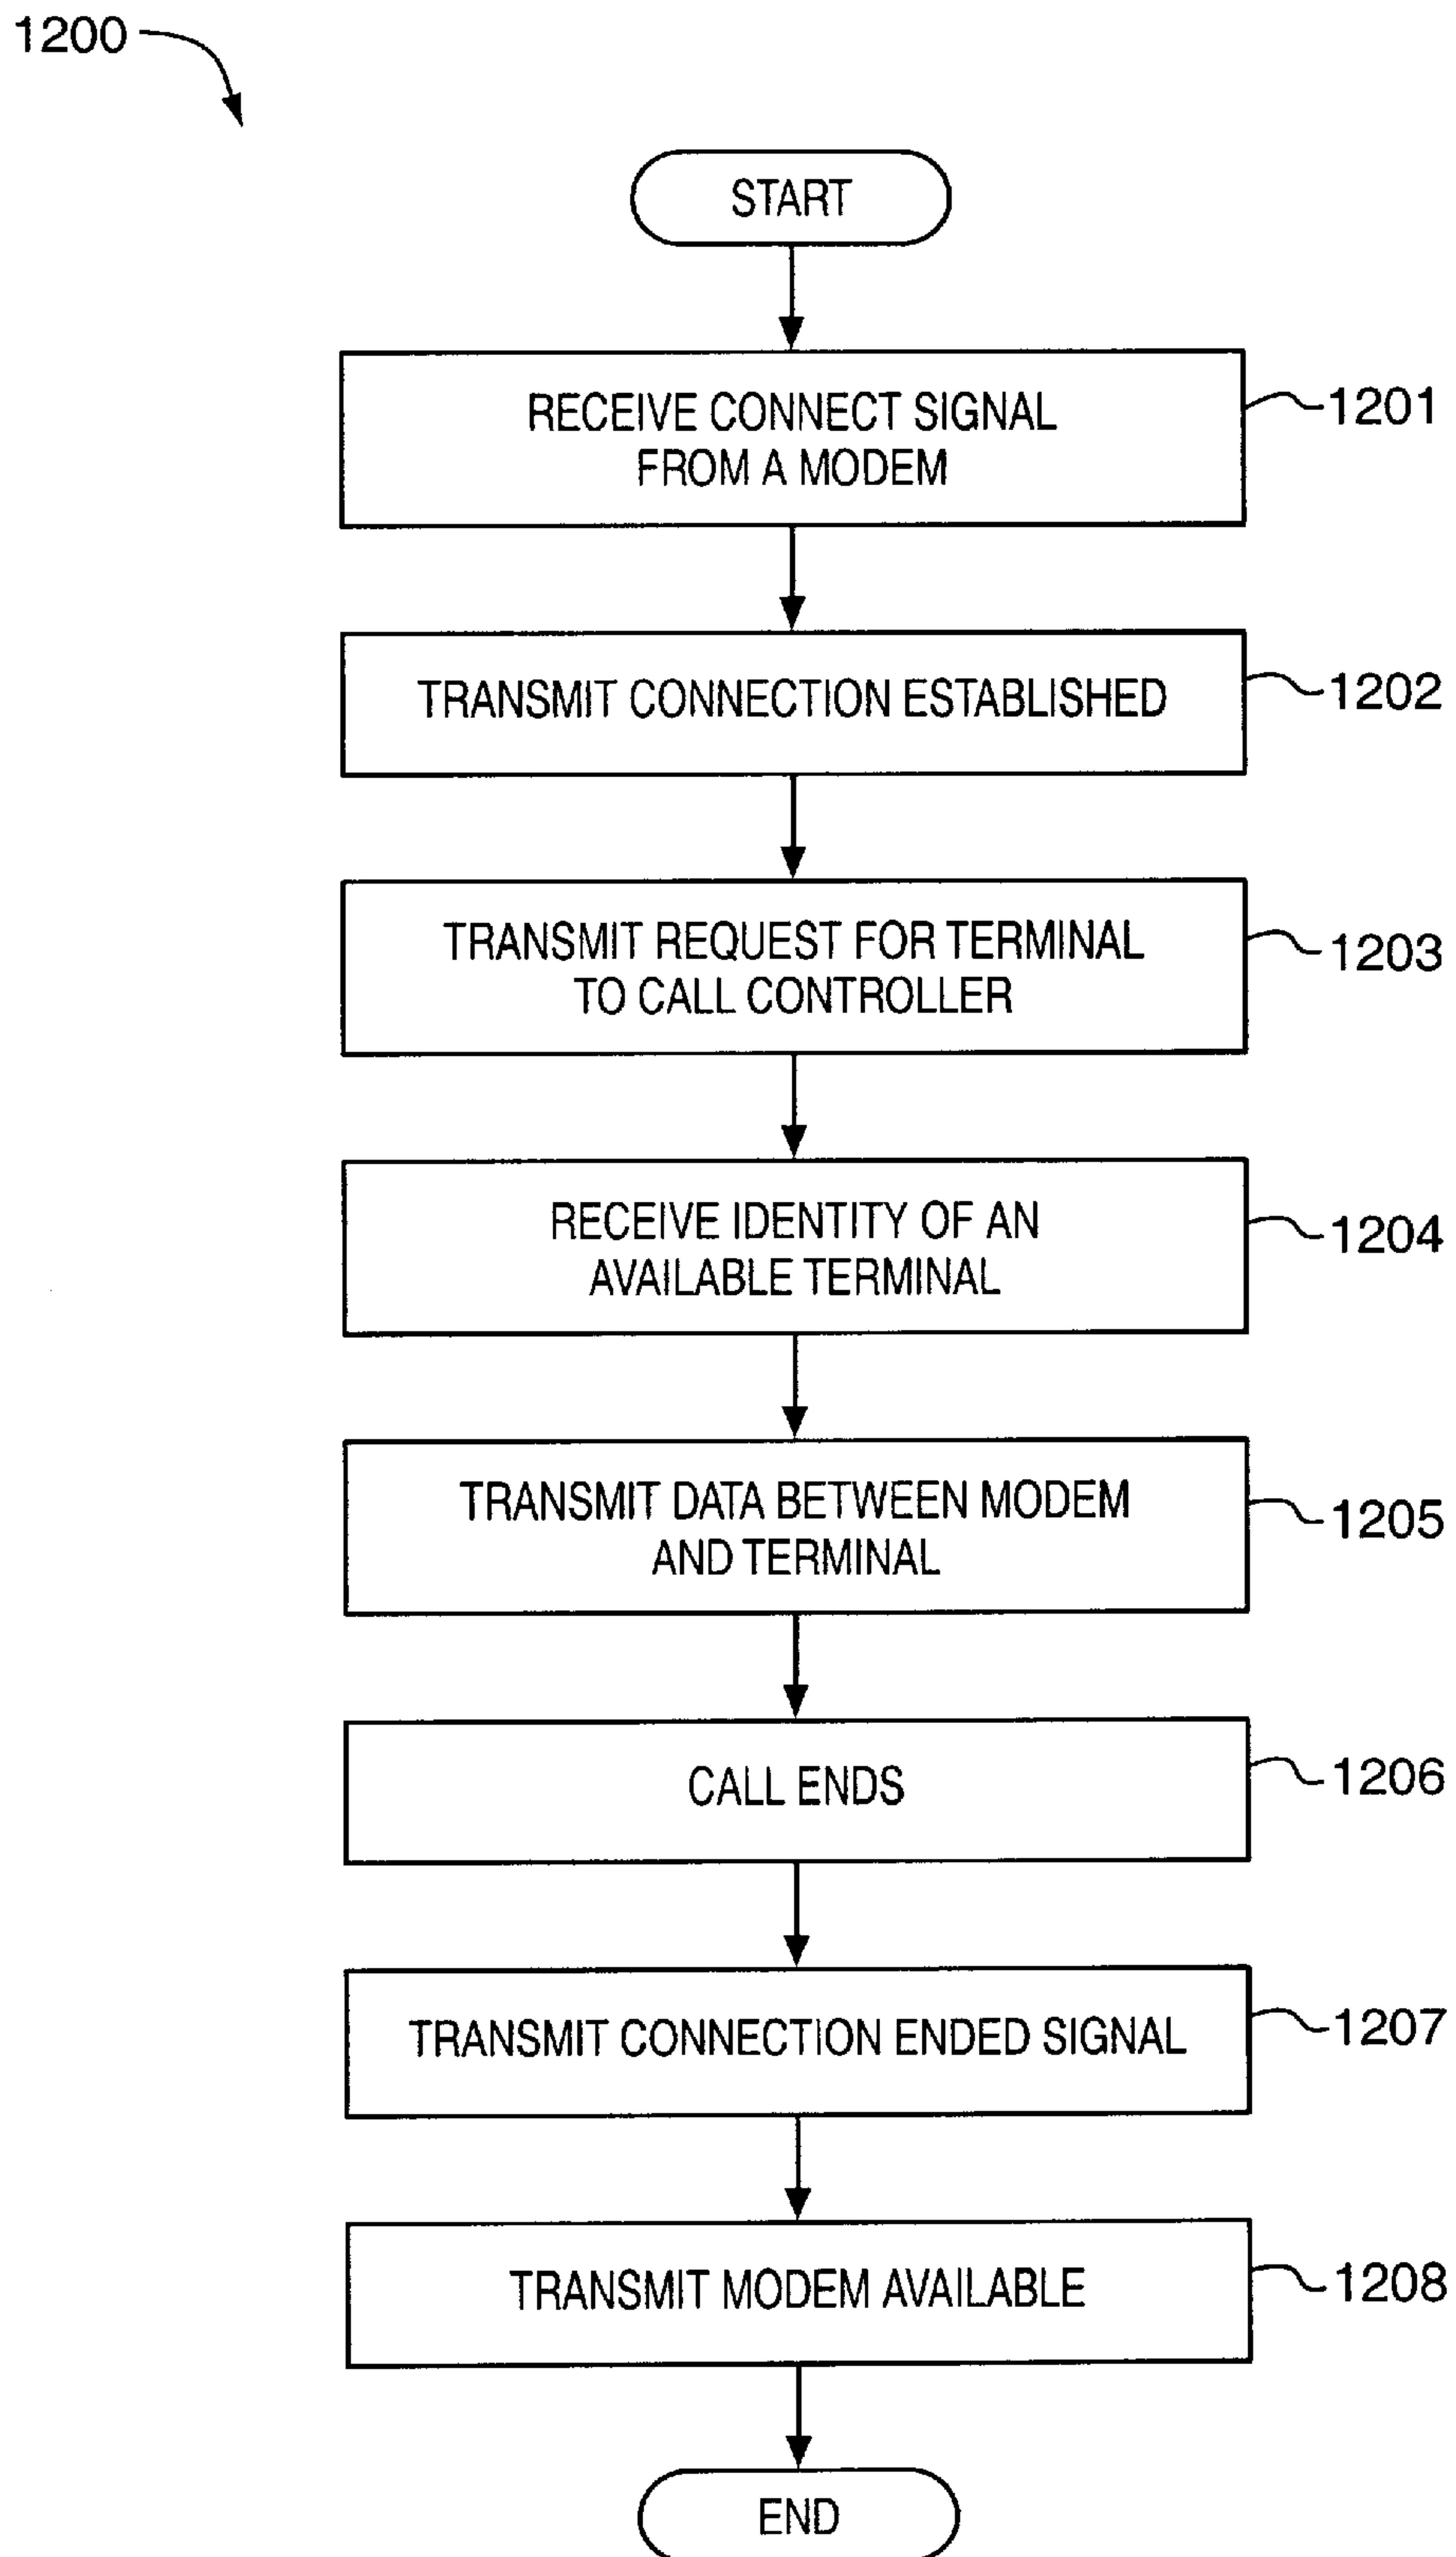 1200
START
RECEIVE CONNECT SIGNAL
FROM A MODEM
1201
TRANSMIT CONNECTION ESTABLISHED
1202
TRANSMIT REQUEST FOR TERMINAL
TO CALL CONTROLLER
1203
RECEIVE IDENTITY OF AN
AVAILABLE TERMINAL
1204
TRANSMIT DATA BETWEEN MODEM
AND TERMINAL
1205
CALL ENDS
1206
TRANSMIT CONNECTION ENDED SIGNAL
1207
TRANSMIT MODEM AVAILABLE
1208
END